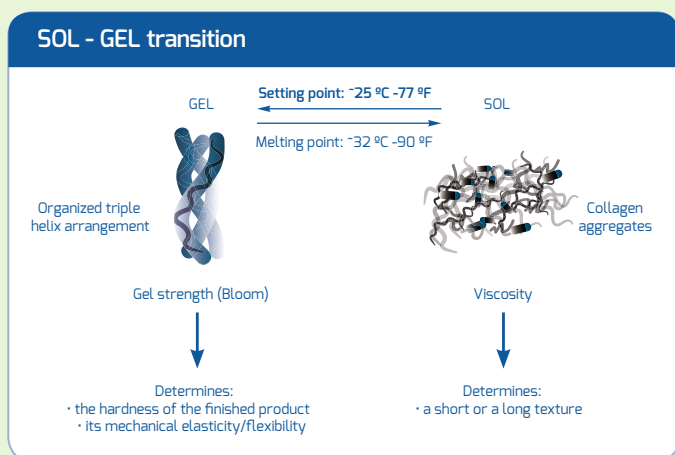 SOL - GEL transition
Setting point: ~25 ºC -77 ºF
GEL
SOL
Melting point: ~32 ºC -90 ºF
Organized triple
helix arrangement
Collagen
aggregates
Gel strength (Bloom)
Viscosity
Determines:
· the hardness of the finished product
· its mechanical elasticity/flexibility
Determines:
· a short or a long texture